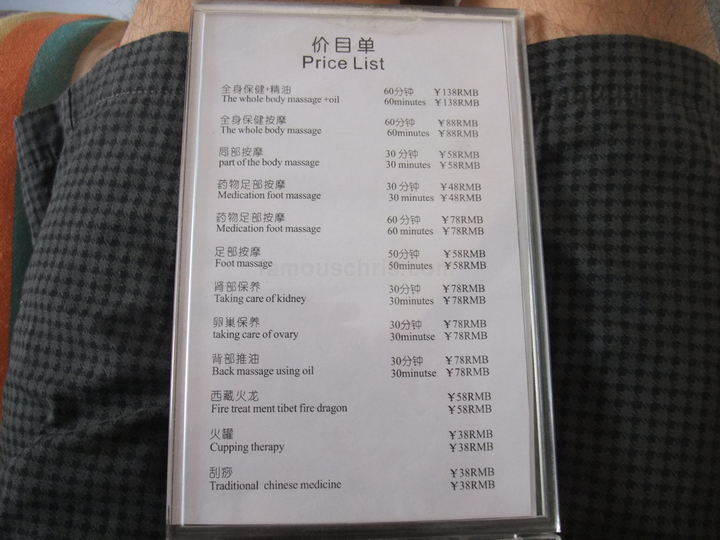 价目单
Price List
全身保健+精油 60分钟 ￥138RMB
The whole body massage +oil 60minutes ￥138RMB
全身保健按摩 60分钟 ￥88RMB
The whole body massage 60minutes ￥88RMB
局部按摩 30分钟 ￥58RMB
part of the body massage 30 minutes ￥58RMB
药物足部按摩 30分钟 ￥48RMB
Medication foot massage 30 minutes ￥48RMB
药物足部按摩 60分钟 ￥78RMB
Medication foot massage 60 minutes ￥78RMB
足部按摩 50分钟 ￥58RMB
Foot massage 50minutes ￥58RMB
肾部保养 30分钟 ￥78RMB
Taking care of kidney 30minutes ￥78RMB
卵巢保养 30分钟 ￥78RMB
taking care of ovary 30minutse ￥78RMB
背部推油 30分钟 ￥78RMB
Back massage using oil 30minutse ￥78RMB
西藏火龙 ￥58RMB
Fire treat ment tibet fire dragon ￥58RMB
火罐 ￥38RMB
Cupping therapy ￥38RMB
刮痧 ￥38RMB
Traditional chinese medicine ￥38RMB